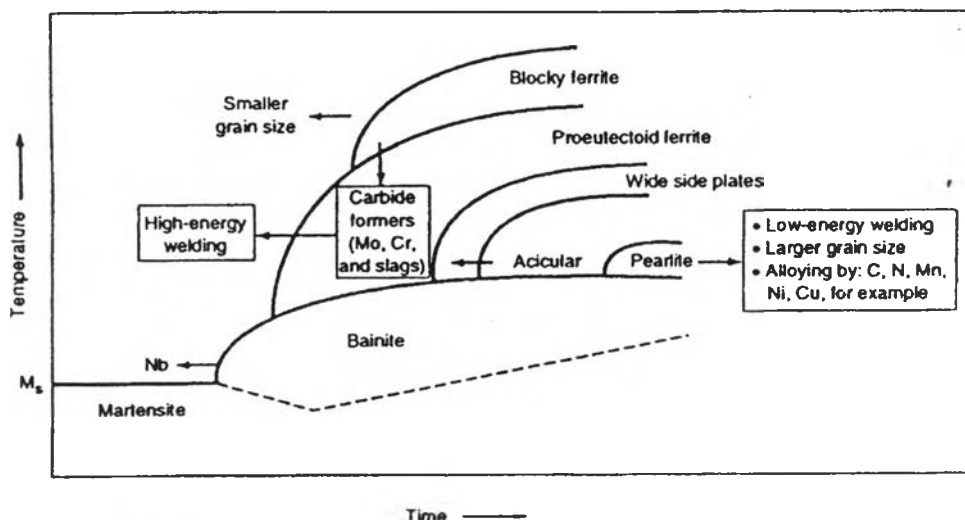 Blocky ferrite
Smaller
grain size
Proeutectoid ferrite
Wide side plates
Carbide
formers
(Mo, Cr,
and slags)
High-energy
welding
• Low-energy welding
• Larger grain size
• Alloying by: C, N, Mn,
Ni, Cu, for example
Acicular
Pearlite
Bainite
Nb
Ms
Martensite
Temperature
Time